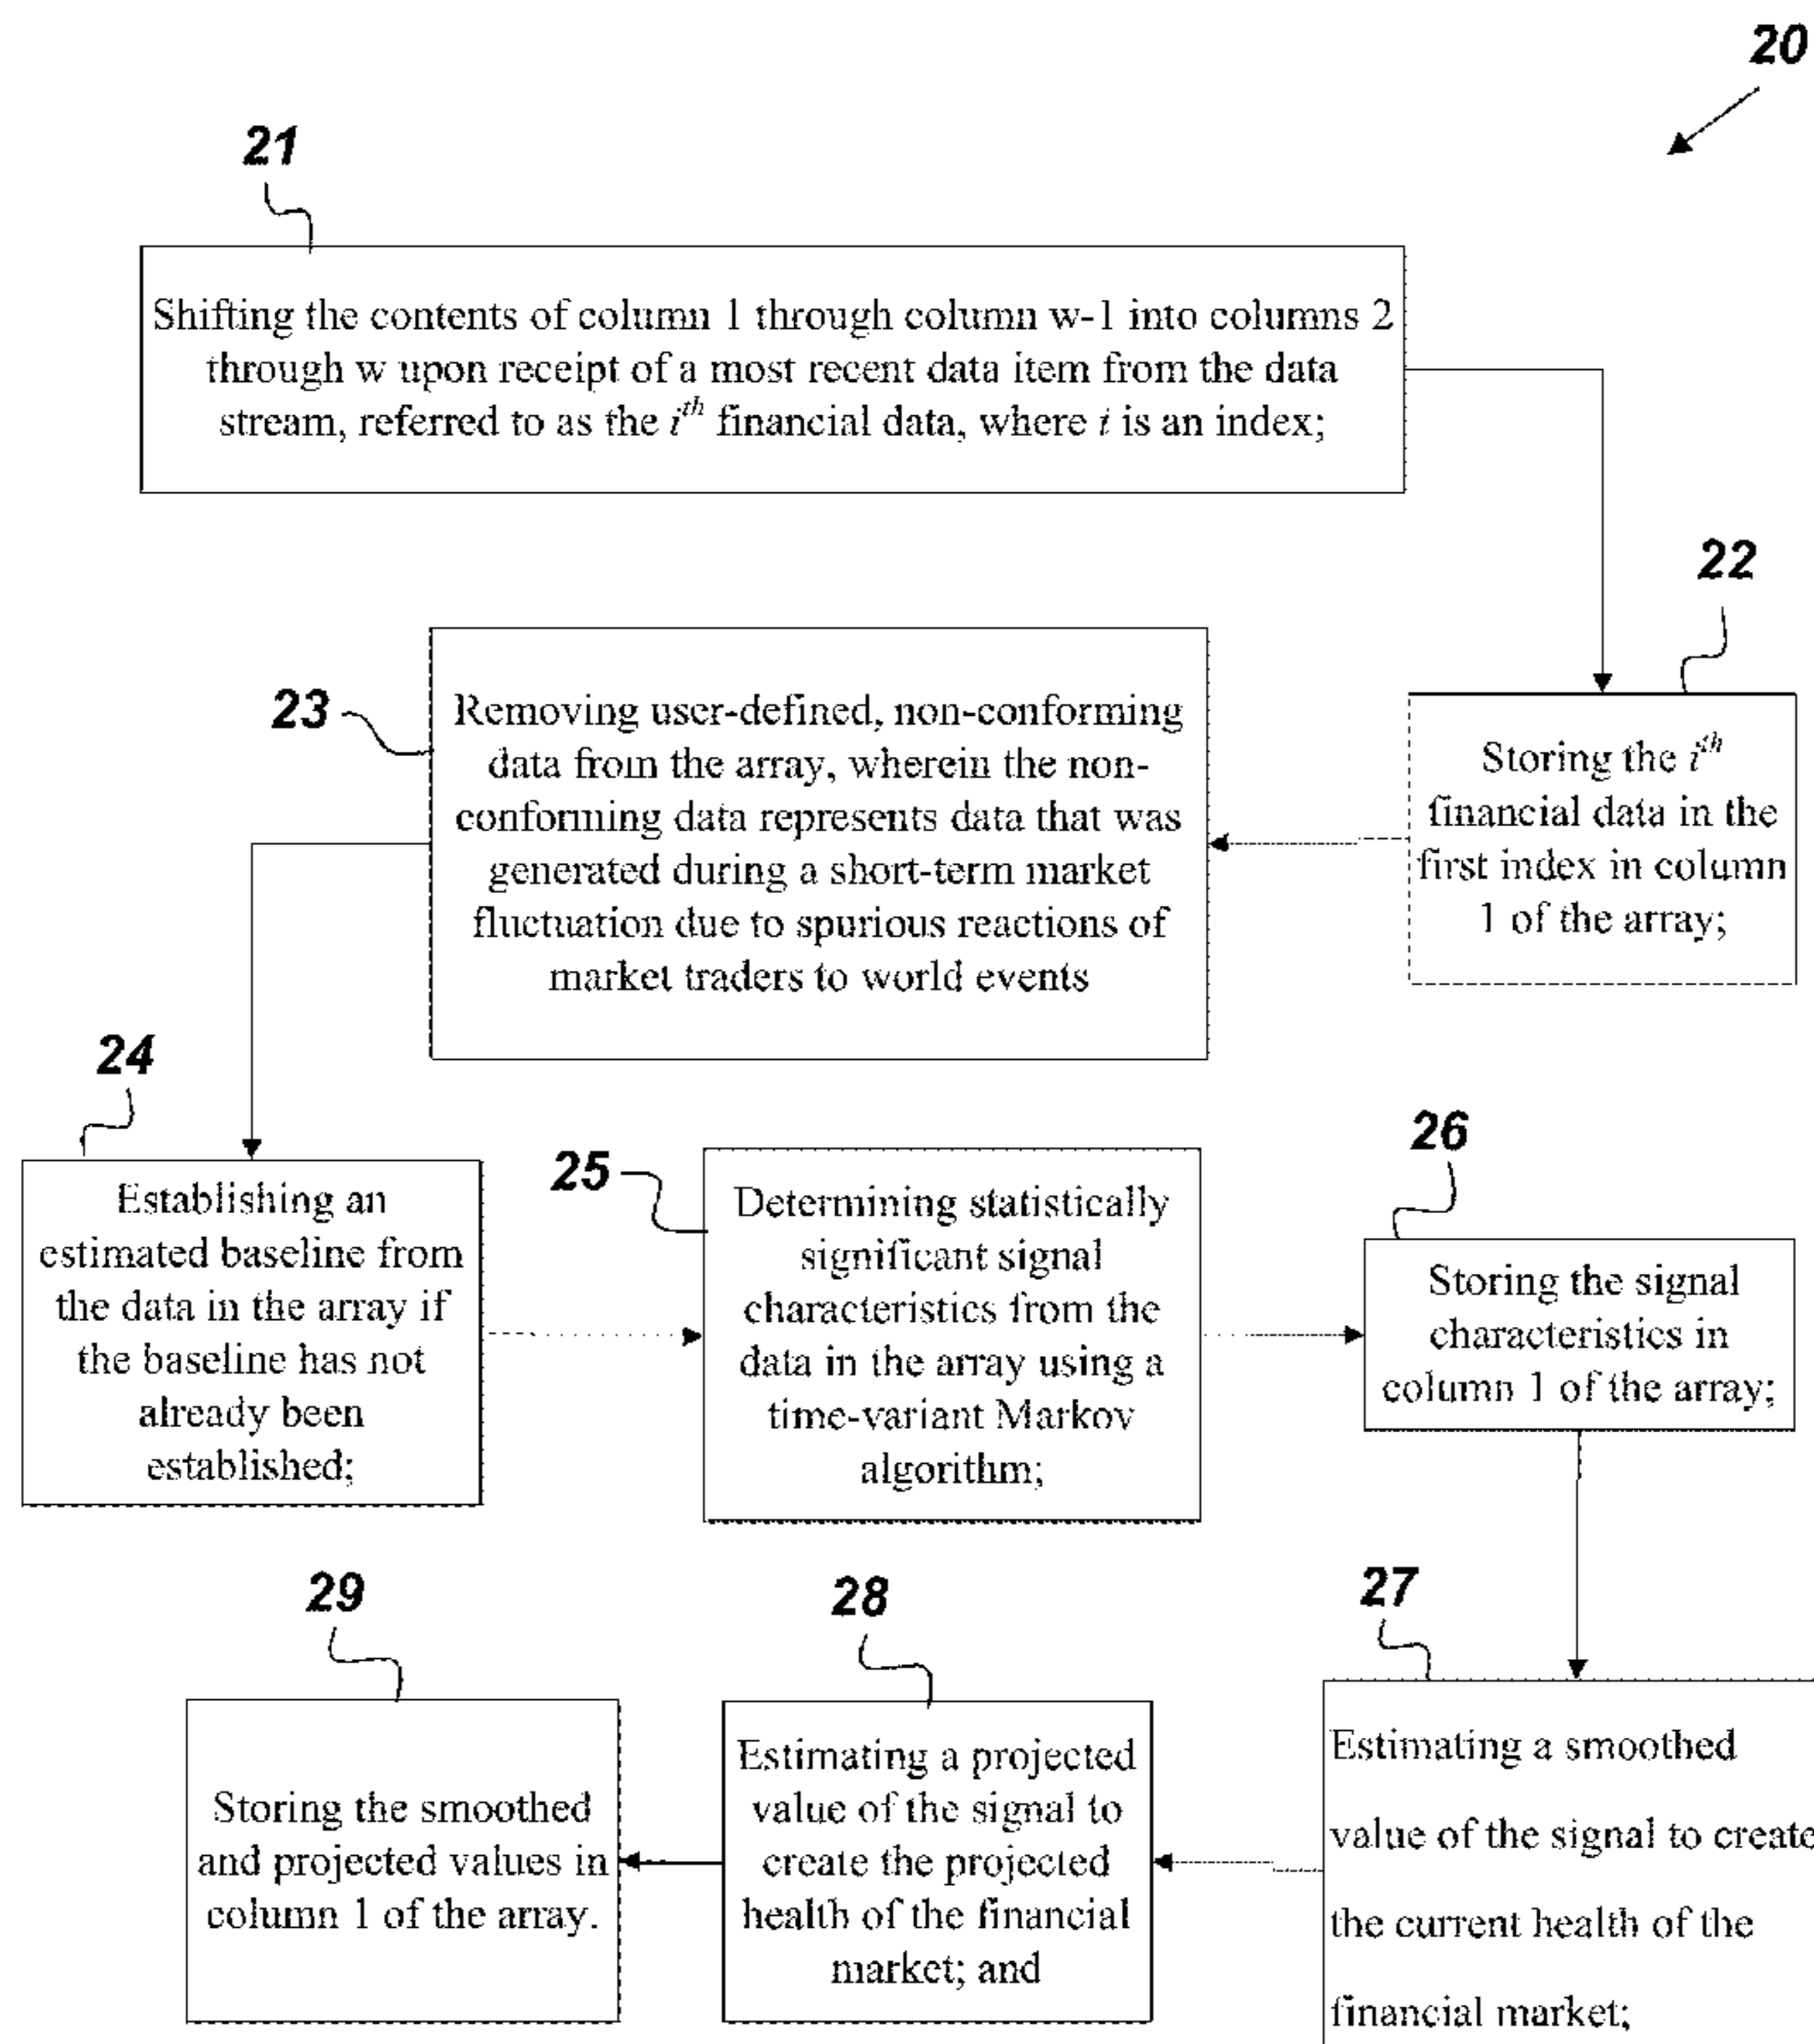 20
21
Shifting the contents of column 1 through column w-1 into columns 2
through w upon receipt of a most recent data item from the data
stream, referred to as the iᵗʰ financial data, where i is an index;
22
Storing the iᵗʰ
financial data in the
first index in column
1 of the array;
23
Removing user-defined, non-conforming
data from the array, wherein the non-
conforming data represents data that was
generated during a short-term market
fluctuation due to spurious reactions of
market traders to world events
24
Establishing an
estimated baseline from
the data in the array if
the baseline has not
already been
established;
25
Determining statistically
significant signal
characteristics from the
data in the array using a
time-variant Markov
algorithm;
26
Storing the signal
characteristics in
column 1 of the array;
27
Estimating a smoothed
value of the signal to create
the current health of the
financial market;
28
Estimating a projected
value of the signal to
create the projected
health of the financial
market; and
29
Storing the smoothed
and projected values in
column 1 of the array.